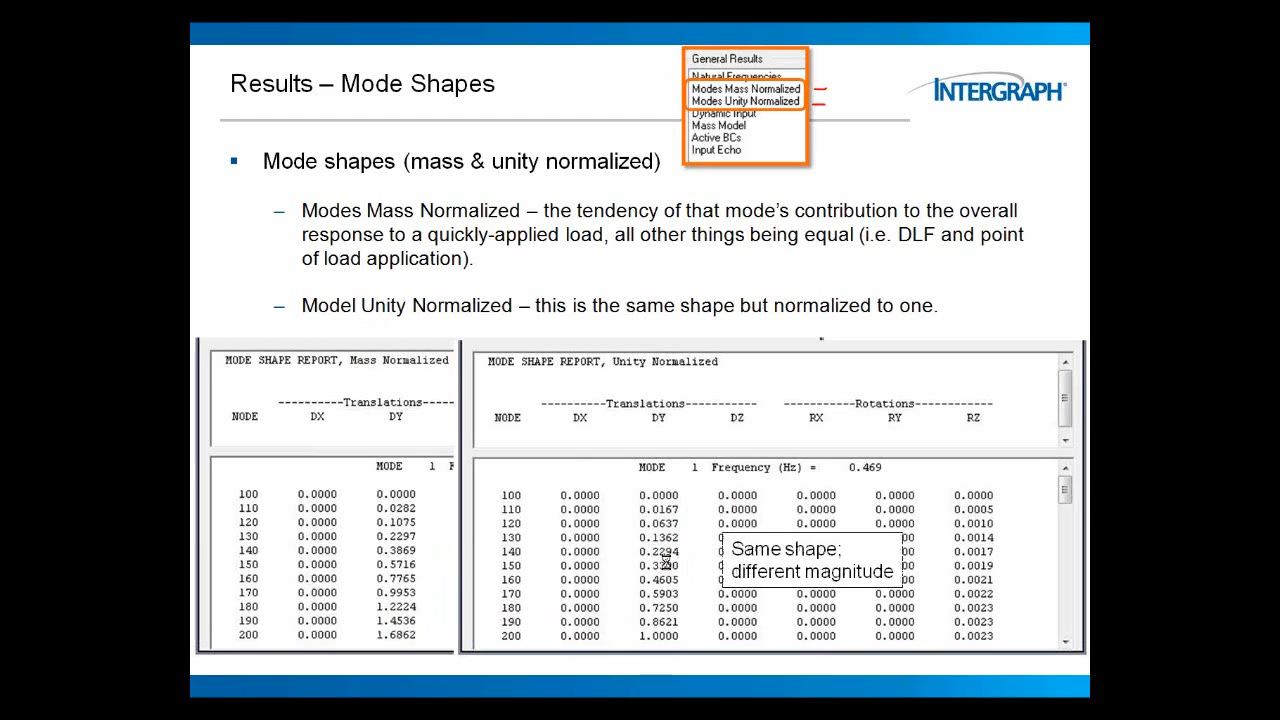 General Results
Natural Frequencies
Modes Mass Normalized
Modes Unity Normalized
Dynamic Input
Mass Model
Active BCs
Input Echo
Results – Mode Shapes
INTERGRAPH®
▪ Mode shapes (mass & unity normalized)
– Modes Mass Normalized – the tendency of that mode's contribution to the overall
response to a quickly-applied load, all other things being equal (i.e. DLF and point
of load application).
– Model Unity Normalized – this is the same shape but normalized to one.
MODE SHAPE REPORT, Mass Normalized
----------Translations-----
NODE DX DY
MODE 1 F
100 0.0000 0.0000
110 0.0000 0.0282
120 0.0000 0.1075
130 0.0000 0.2297
140 0.0000 0.3869
150 0.0000 0.5716
160 0.0000 0.7765
170 0.0000 0.9953
180 0.0000 1.2224
190 0.0000 1.4536
200 0.0000 1.6862
MODE SHAPE REPORT, Unity Normalized
----------Translations----------- -----------Rotations-----------
NODE DX DY DZ RX RY RZ
MODE 1 Frequency (Hz) = 0.469
100 0.0000 0.0000 0.0000 0.0000 0.0000 0.0000
110 0.0000 0.0167 0.0000 0.0000 0.0000 0.0005
120 0.0000 0.0637 0.0000 0.0000 0.0000 0.0010
130 0.0000 0.1362 0.0014
140 0.0000 0.2294 0.0017
150 0.0000 0.0019
160 0.0000 0.4605 0.0021
170 0.0000 0.5903 0.0000 0.0000 0.0000 0.0022
180 0.0000 0.7250 0.0000 0.0000 0.0000 0.0023
190 0.0000 0.8621 0.0000 0.0000 0.0000 0.0023
200 0.0000 1.0000 0.0000 0.0000 0.0000 0.0023
Same shape;
different magnitude